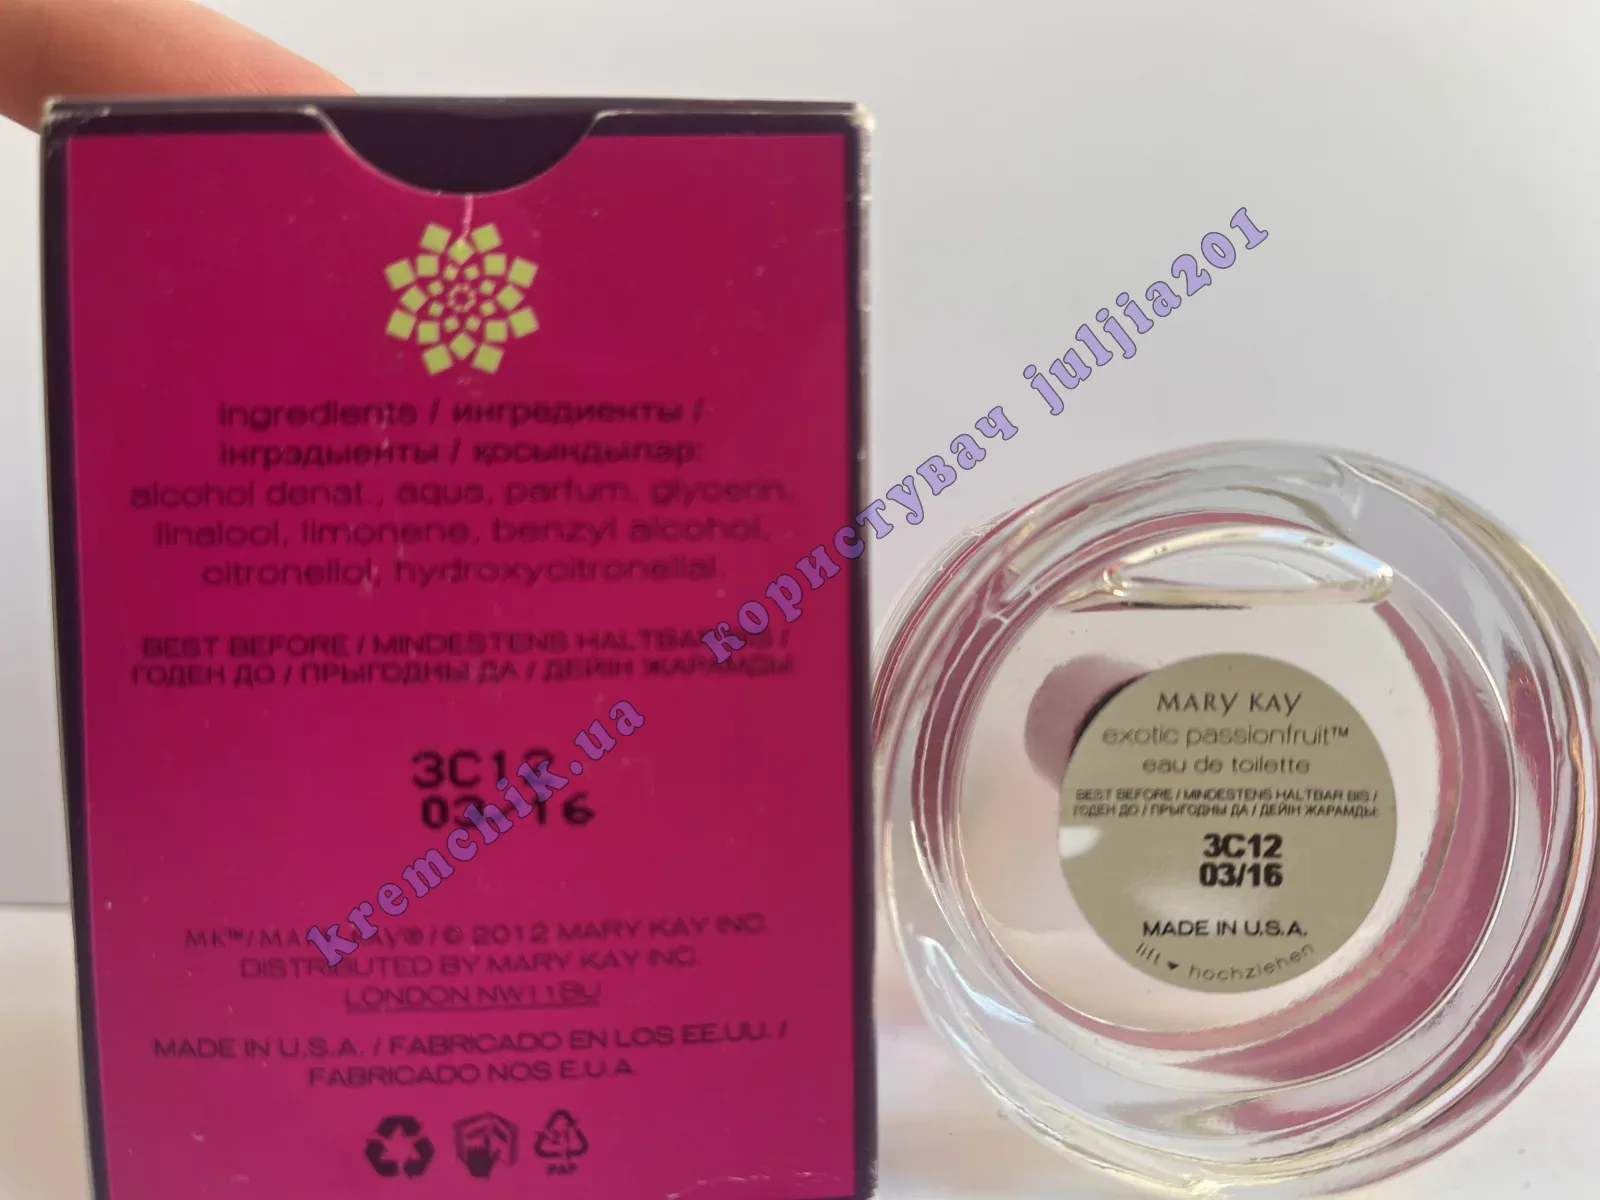 ingredients / ингредиенты /
інгрэдыенты / қосындылар:
alcohol denat., aqua, parfum, glycerin,
linalool, limonene, benzyl alcohol,
citronellol, hydroxycitronellal.
BEST BEFORE / MINDESTENS HALTBAR BIS /
ГОДЕН ДО / ПРЫГОДНЫ ДА / ДЕЙІН ЖАРАМДЫ:
3C12
03/16
MK™/MARY KAY® / © 2012 MARY KAY INC.
DISTRIBUTED BY MARY KAY INC.
LONDON NW11BU
MADE IN U.S.A. / FABRICADO EN LOS EE.UU. /
FABRICADO NOS E.U.A.
21
PAP
kremchik.ua користувач juljia201
MARY KAY
exotic passionfruit™
eau de toilette
BEST BEFORE / MINDESTENS HALTBAR BIS /
ГОДЕН ДО / ПРЫГОДНЫ ДА / ДЕЙІН ЖАРАМДЫ:
3C12
03/16
MADE IN U.S.A.
lift ▾ hochziehen